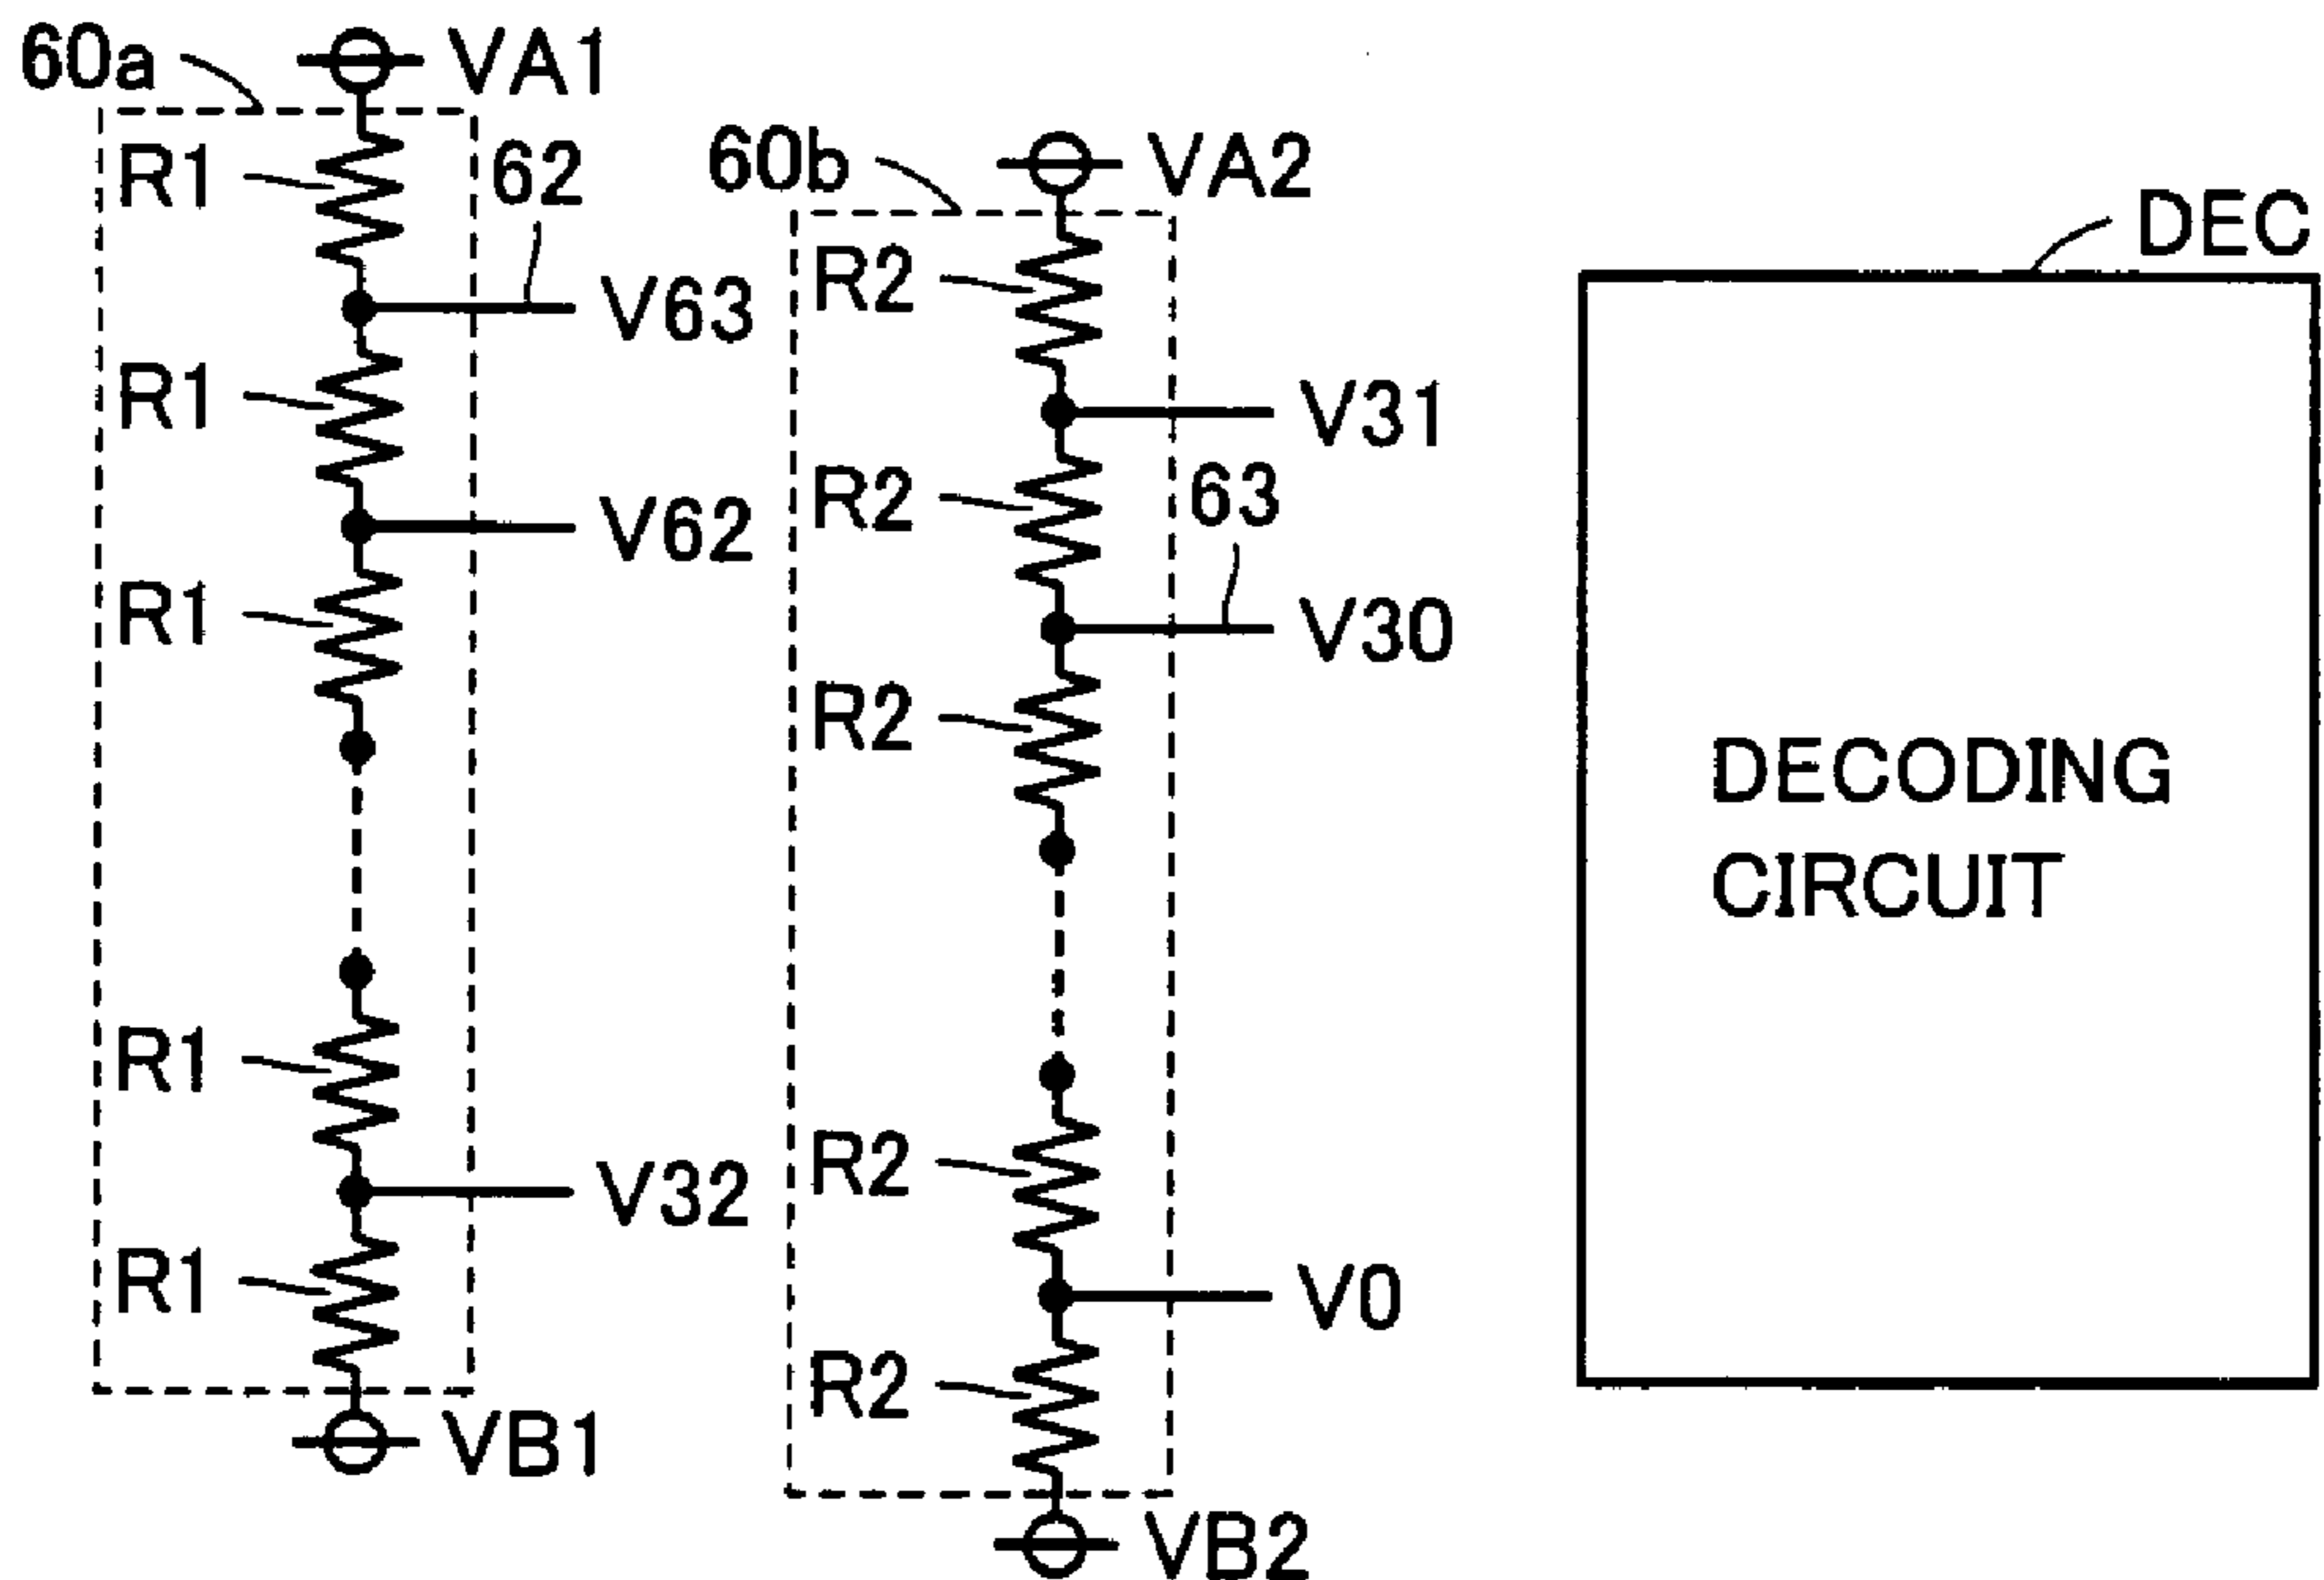 60a
VA1
R1
62
V63
R1
V62
R1
R1
V32
R1
VB1
60b
VA2
R2
V31
R2
63
V30
R2
R2
V0
R2
VB2
DEC
DECODING
CIRCUIT